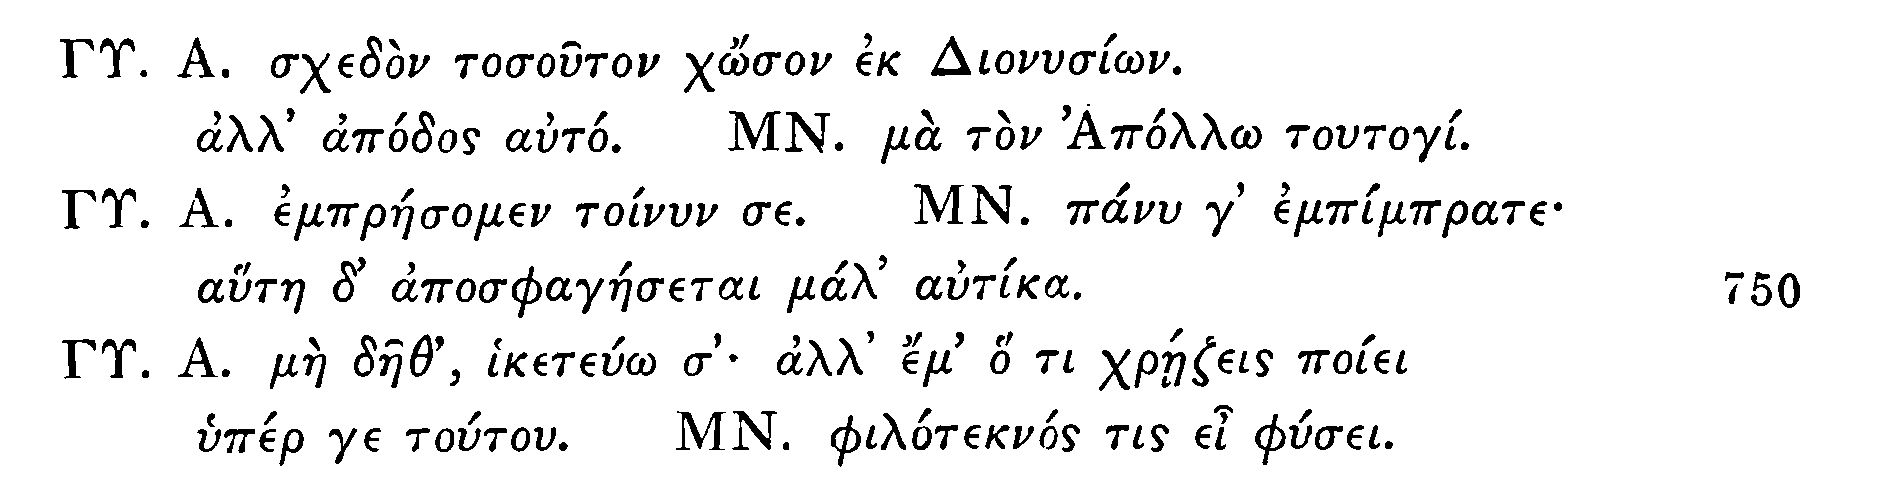 ΓΥ. Α. σχεδὸν τοσοῦτον χὤσον ἐκ Διονυσίων.
ἀλλ’ ἀπόδος αὐτό. ΜΝ. μὰ τὸν Ἀπόλλω τουτογί.
ΓΥ. Α. ἐμπρήσομεν τοίνυν σε. ΜΝ. πάνυ γ’ ἐμπίμπρατε·
αὕτη δ’ ἀποσφαγήσεται μάλ’ αὐτίκα. 750
ΓΥ. Α. μὴ δῆθ’, ἱκετεύω σ’· ἀλλ’ ἔμ’ ὅ τι χρῄζεις ποίει
ὑπέρ γε τούτου. ΜΝ. φιλότεκνός τις εἶ φύσει.